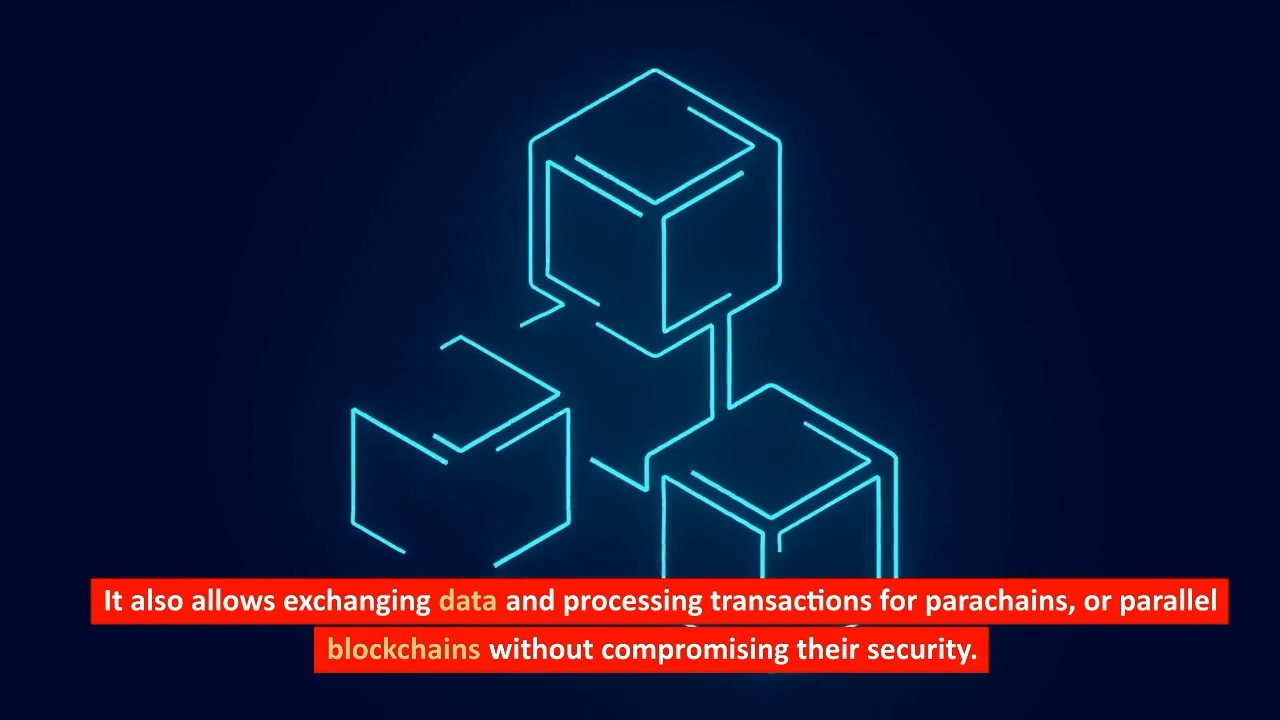 It also allows exchanging data and processing transactions for parachains, or parallel
blockchains without compromising their security.